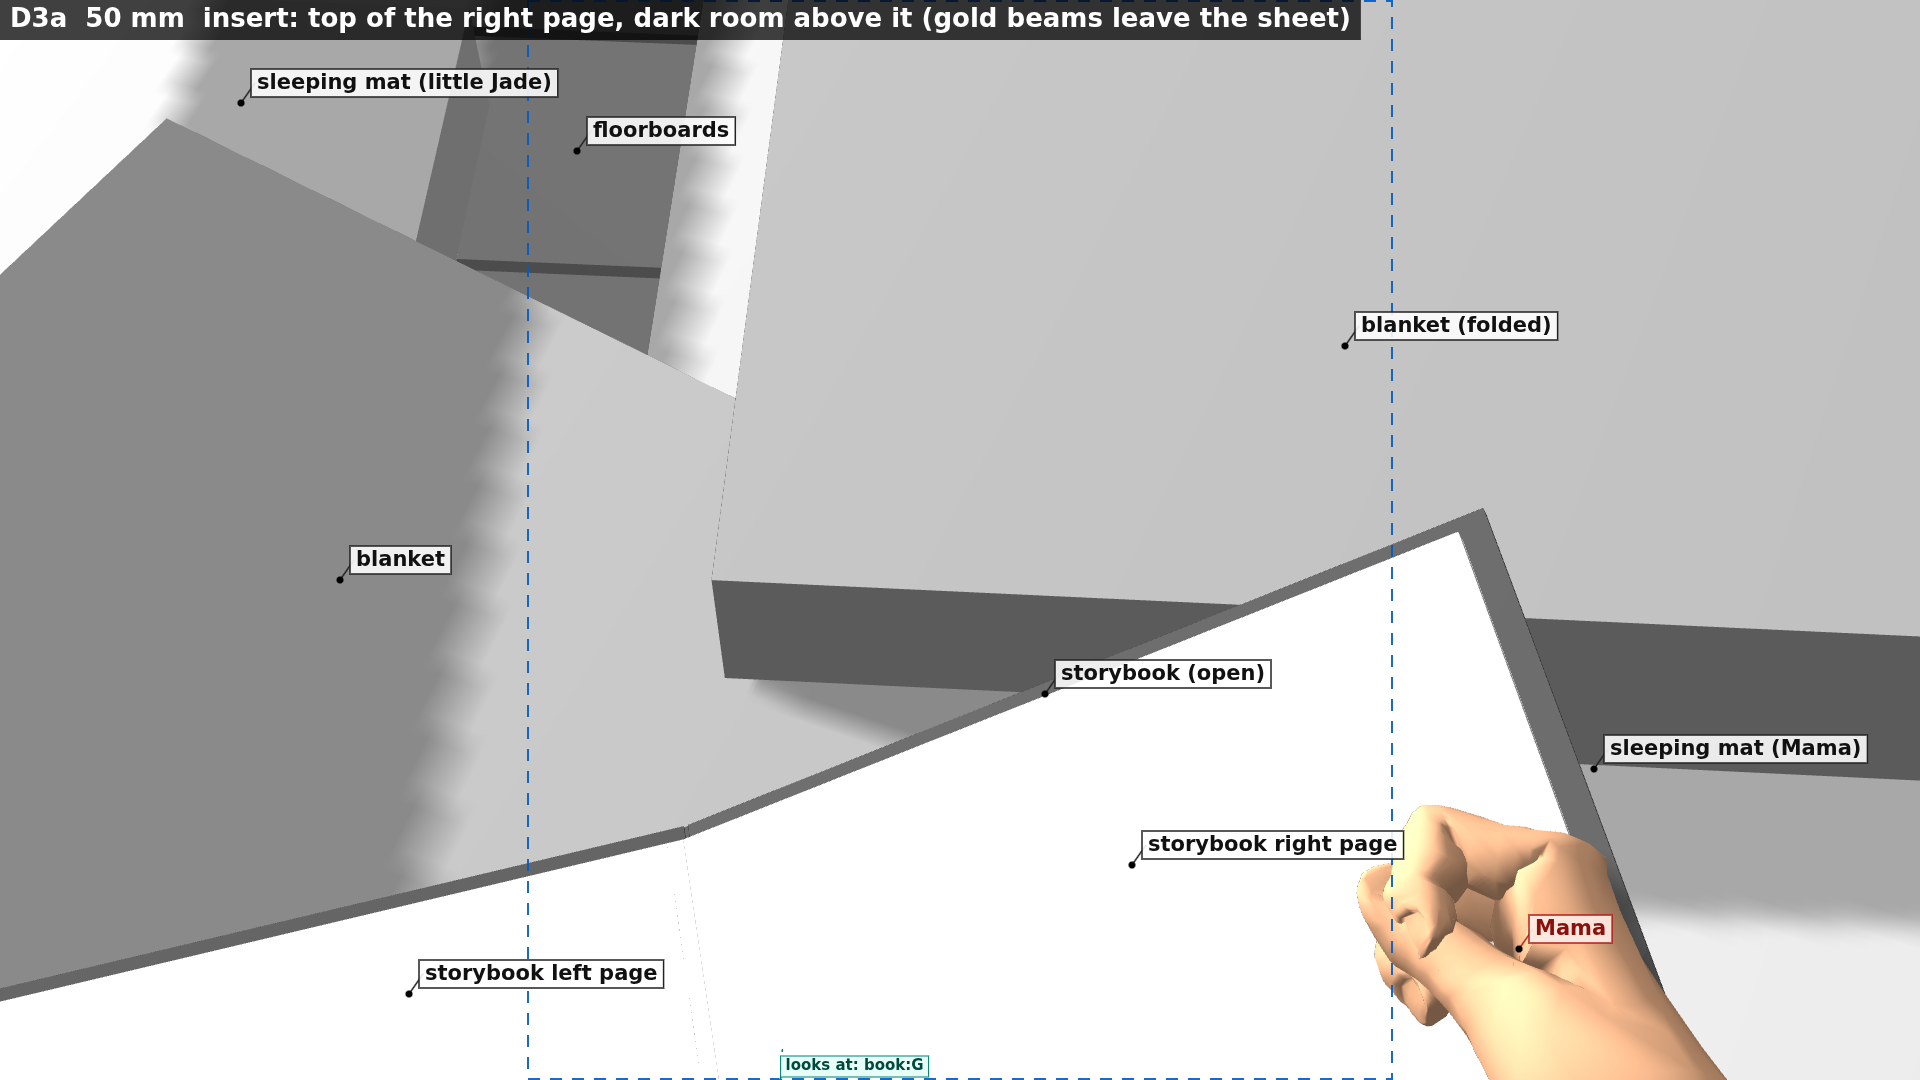 D3a  50 mm  insert: top of the right page, dark room above it (gold beams leave the sheet)
sleeping mat (little Jade)
floorboards
blanket (folded)
blanket
storybook (open)
sleeping mat (Mama)
storybook right page
Mama
storybook left page
looks at: book:G